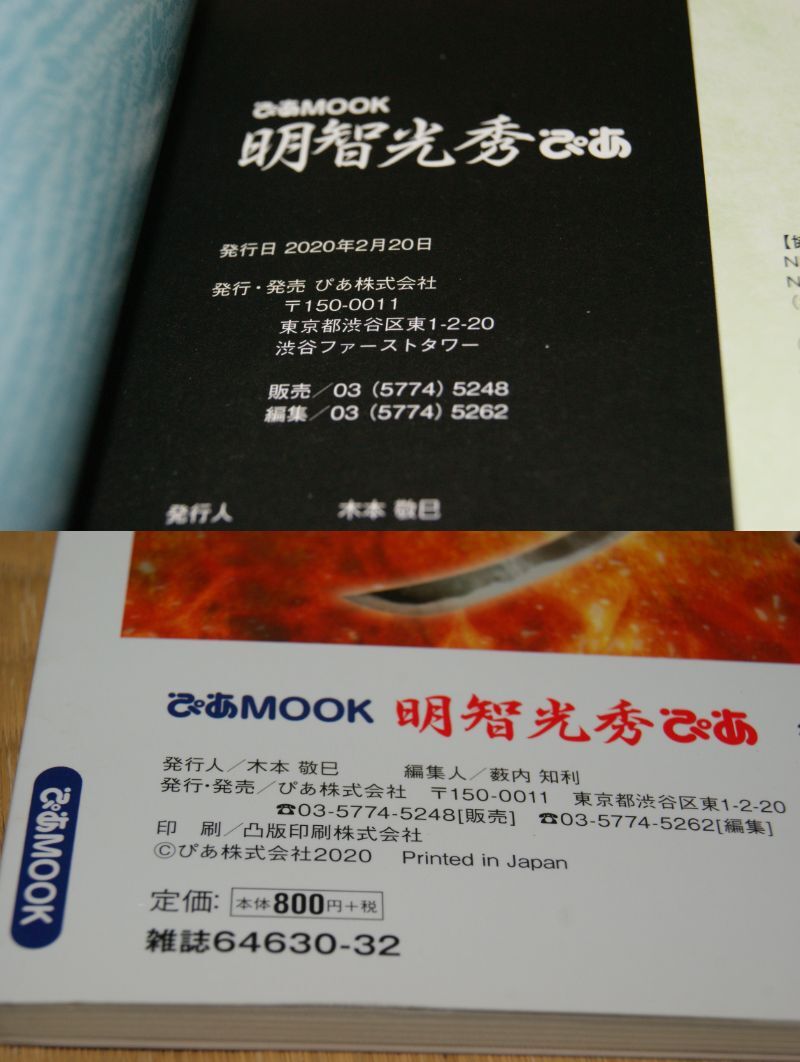 ぴあMOOK
明智光秀ぴあ
発行日 2020年2月20日
発行・発売 ぴあ株式会社
〒150-0011
東京都渋谷区東1-2-20
渋谷ファーストタワー
販売／03（5774）5248
編集／03（5774）5262
発行人 木本 敬巳
ぴあMOOK 明智光秀ぴあ
発行人／木本 敬巳 編集人／薮内 知利
発行・発売／ぴあ株式会社 〒150-0011 東京都渋谷区東1-2-20
☎03-5774-5248[販売] ☎03-5774-5262[編集]
印 刷／凸版印刷株式会社
©ぴあ株式会社2020 Printed in Japan
定価: 本体800円+税
雑誌64630-32
ぴあMOOK